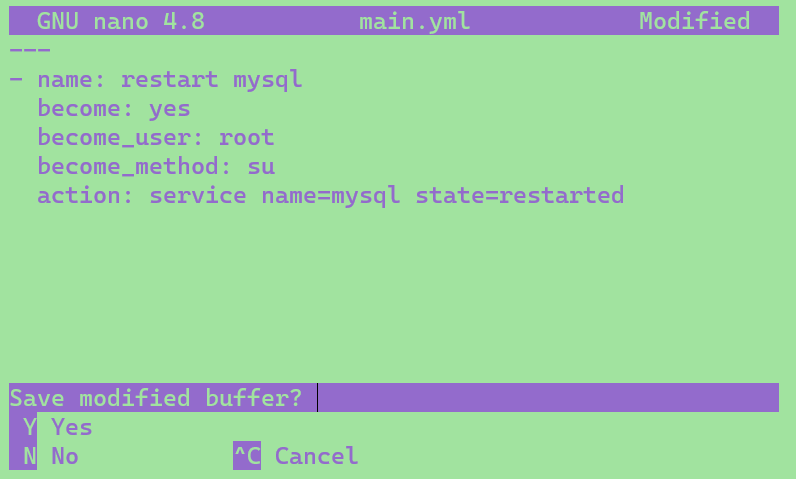 GNU nano 4.8 main.yml Modified
---
- name: restart mysql
  become: yes
  become_user: root
  become_method: su
  action: service name=mysql state=restarted
Save modified buffer?
Y Yes
N No ^C Cancel